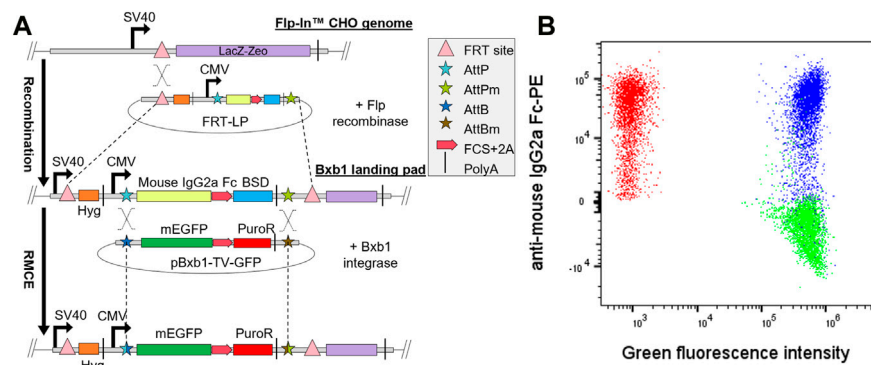 A
SV40
Flp-In™ CHO genome
LacZ-Zeo
CMV
FRT-LP
+ Flp
recombinase
Recombination
FRT site
AttP
AttPm
AttB
AttBm
FCS+2A
PolyA
Bxb1 landing pad
SV40
CMV
Mouse IgG2a Fc BSD
Hyg
mEGFP
PuroR
pBxb1-TV-GFP
+ Bxb1
integrase
RMCE
SV40
CMV
mEGFP
PuroR
Hyg
B
anti-mouse IgG2a Fc-PE
10^5
10^4
0
-10^4
10^3
10^4
10^5
10^6
Green fluorescence intensity